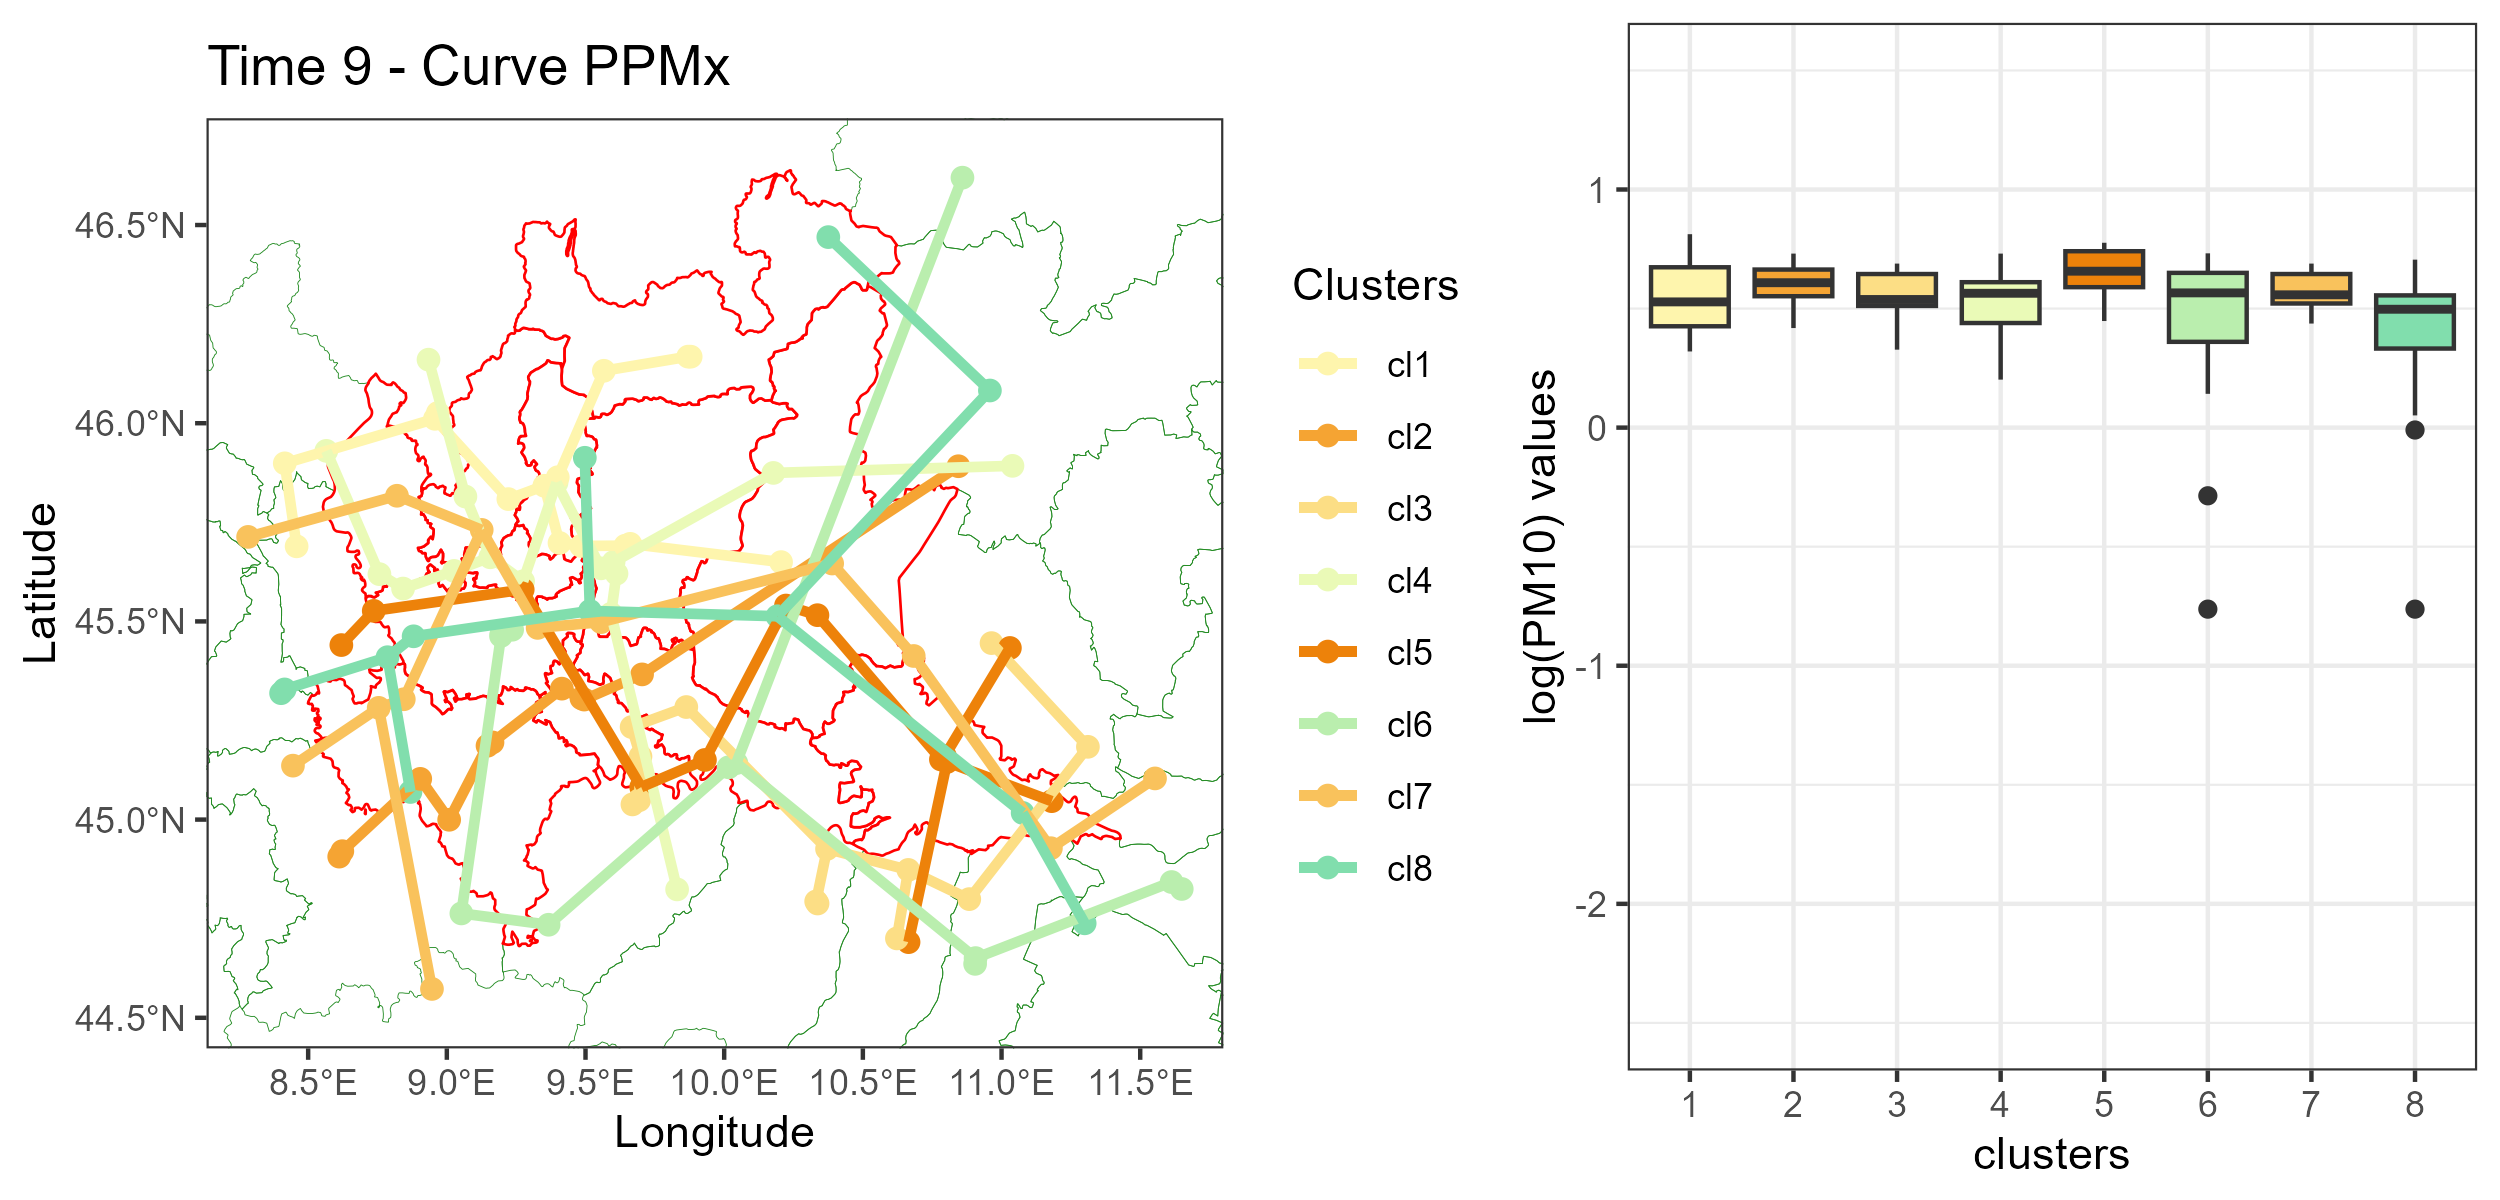 Time 9 - Curve PPMx
Latitude
46.5°N
46.0°N
45.5°N
45.0°N
44.5°N
8.5°E 9.0°E 9.5°E 10.0°E 10.5°E 11.0°E 11.5°E
Longitude
Clusters
cl1
cl2
cl3
cl4
cl5
cl6
cl7
cl8
log(PM10) values
1
0
-1
-2
1 2 3 4 5 6 7 8
clusters